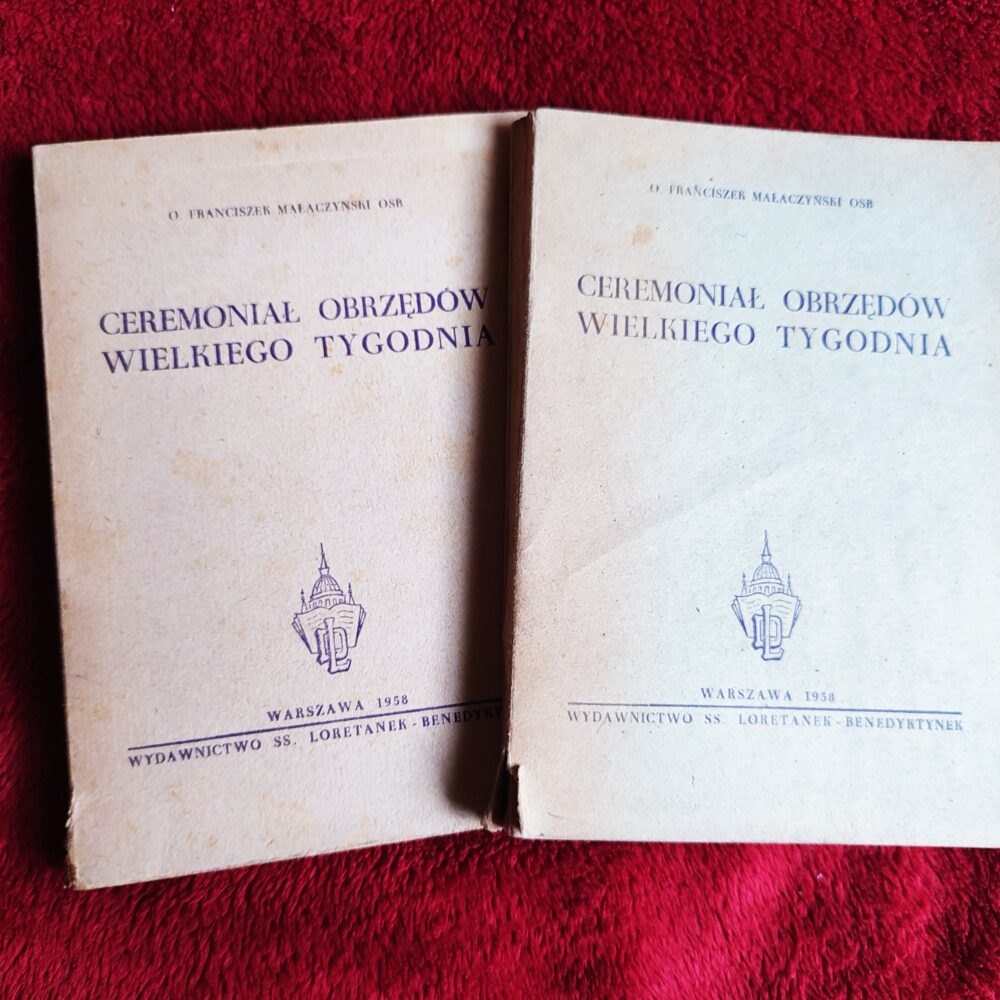 O. FRANCISZEK MAŁACZYŃSKI OSB
CEREMONIAŁ OBRZĘDÓW
WIELKIEGO TYGODNIA
WARSZAWA 1958
WYDAWNICTWO SS. LORETANEK-BENEDYKTYN
O. FRANCISZEK MAŁACZYŃSKI OSB
CEREMONIAŁ OBRZĘDÓW
WIELKIEGO TYGODNIA
WARSZAWA 1958
WYDAWNICTWO SS. LORETANEK-BENEDYKTYNEK